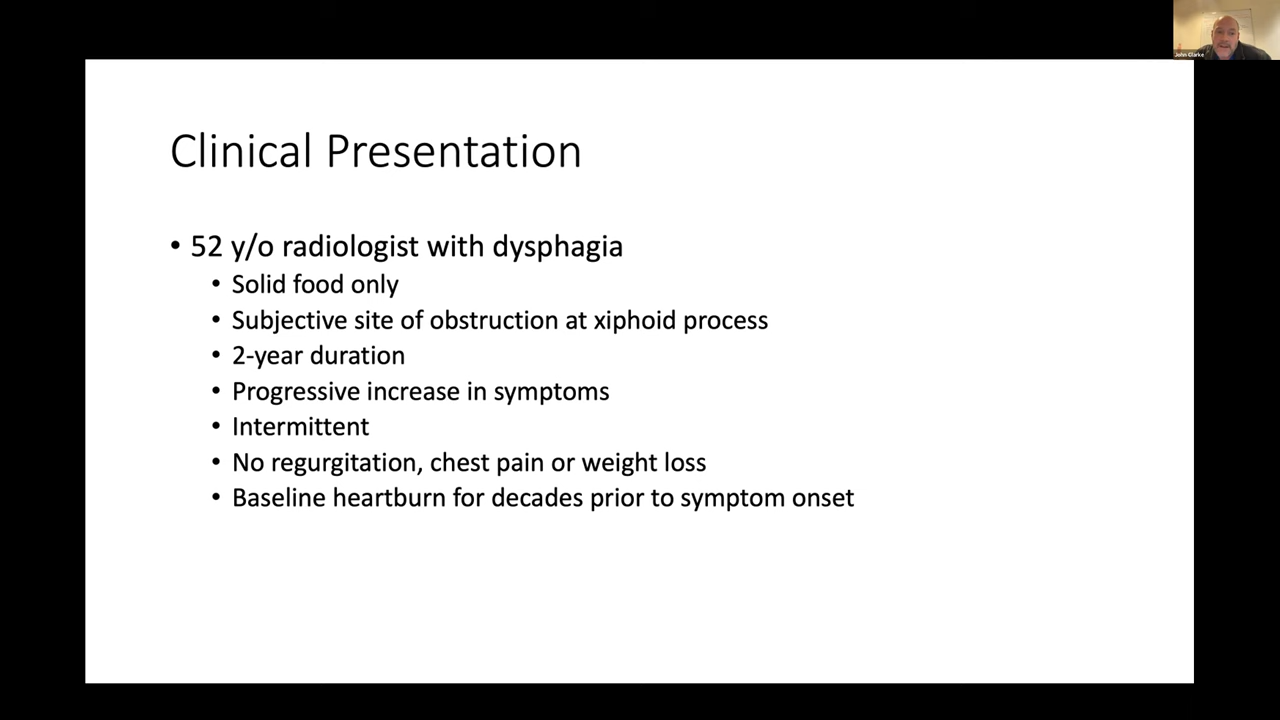 John Clarke
Clinical Presentation
• 52 y/o radiologist with dysphagia
• Solid food only
• Subjective site of obstruction at xiphoid process
• 2-year duration
• Progressive increase in symptoms
• Intermittent
• No regurgitation, chest pain or weight loss
• Baseline heartburn for decades prior to symptom onset